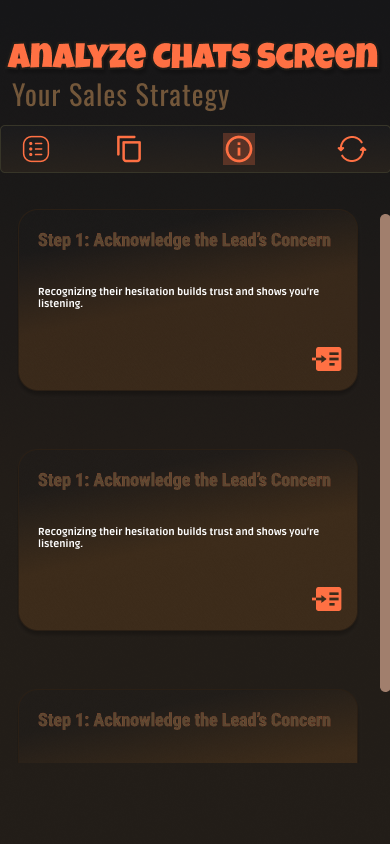 ANALYZE CHATS SCREEN
Your Sales Strategy
Step 1: Acknowledge the Lead's Concern
Recognizing their hesitation builds trust and shows you're
listening.
Step 1: Acknowledge the Lead's Concern
Recognizing their hesitation builds trust and shows you're
listening.
Step 1: Acknowledge the Lead's Concern